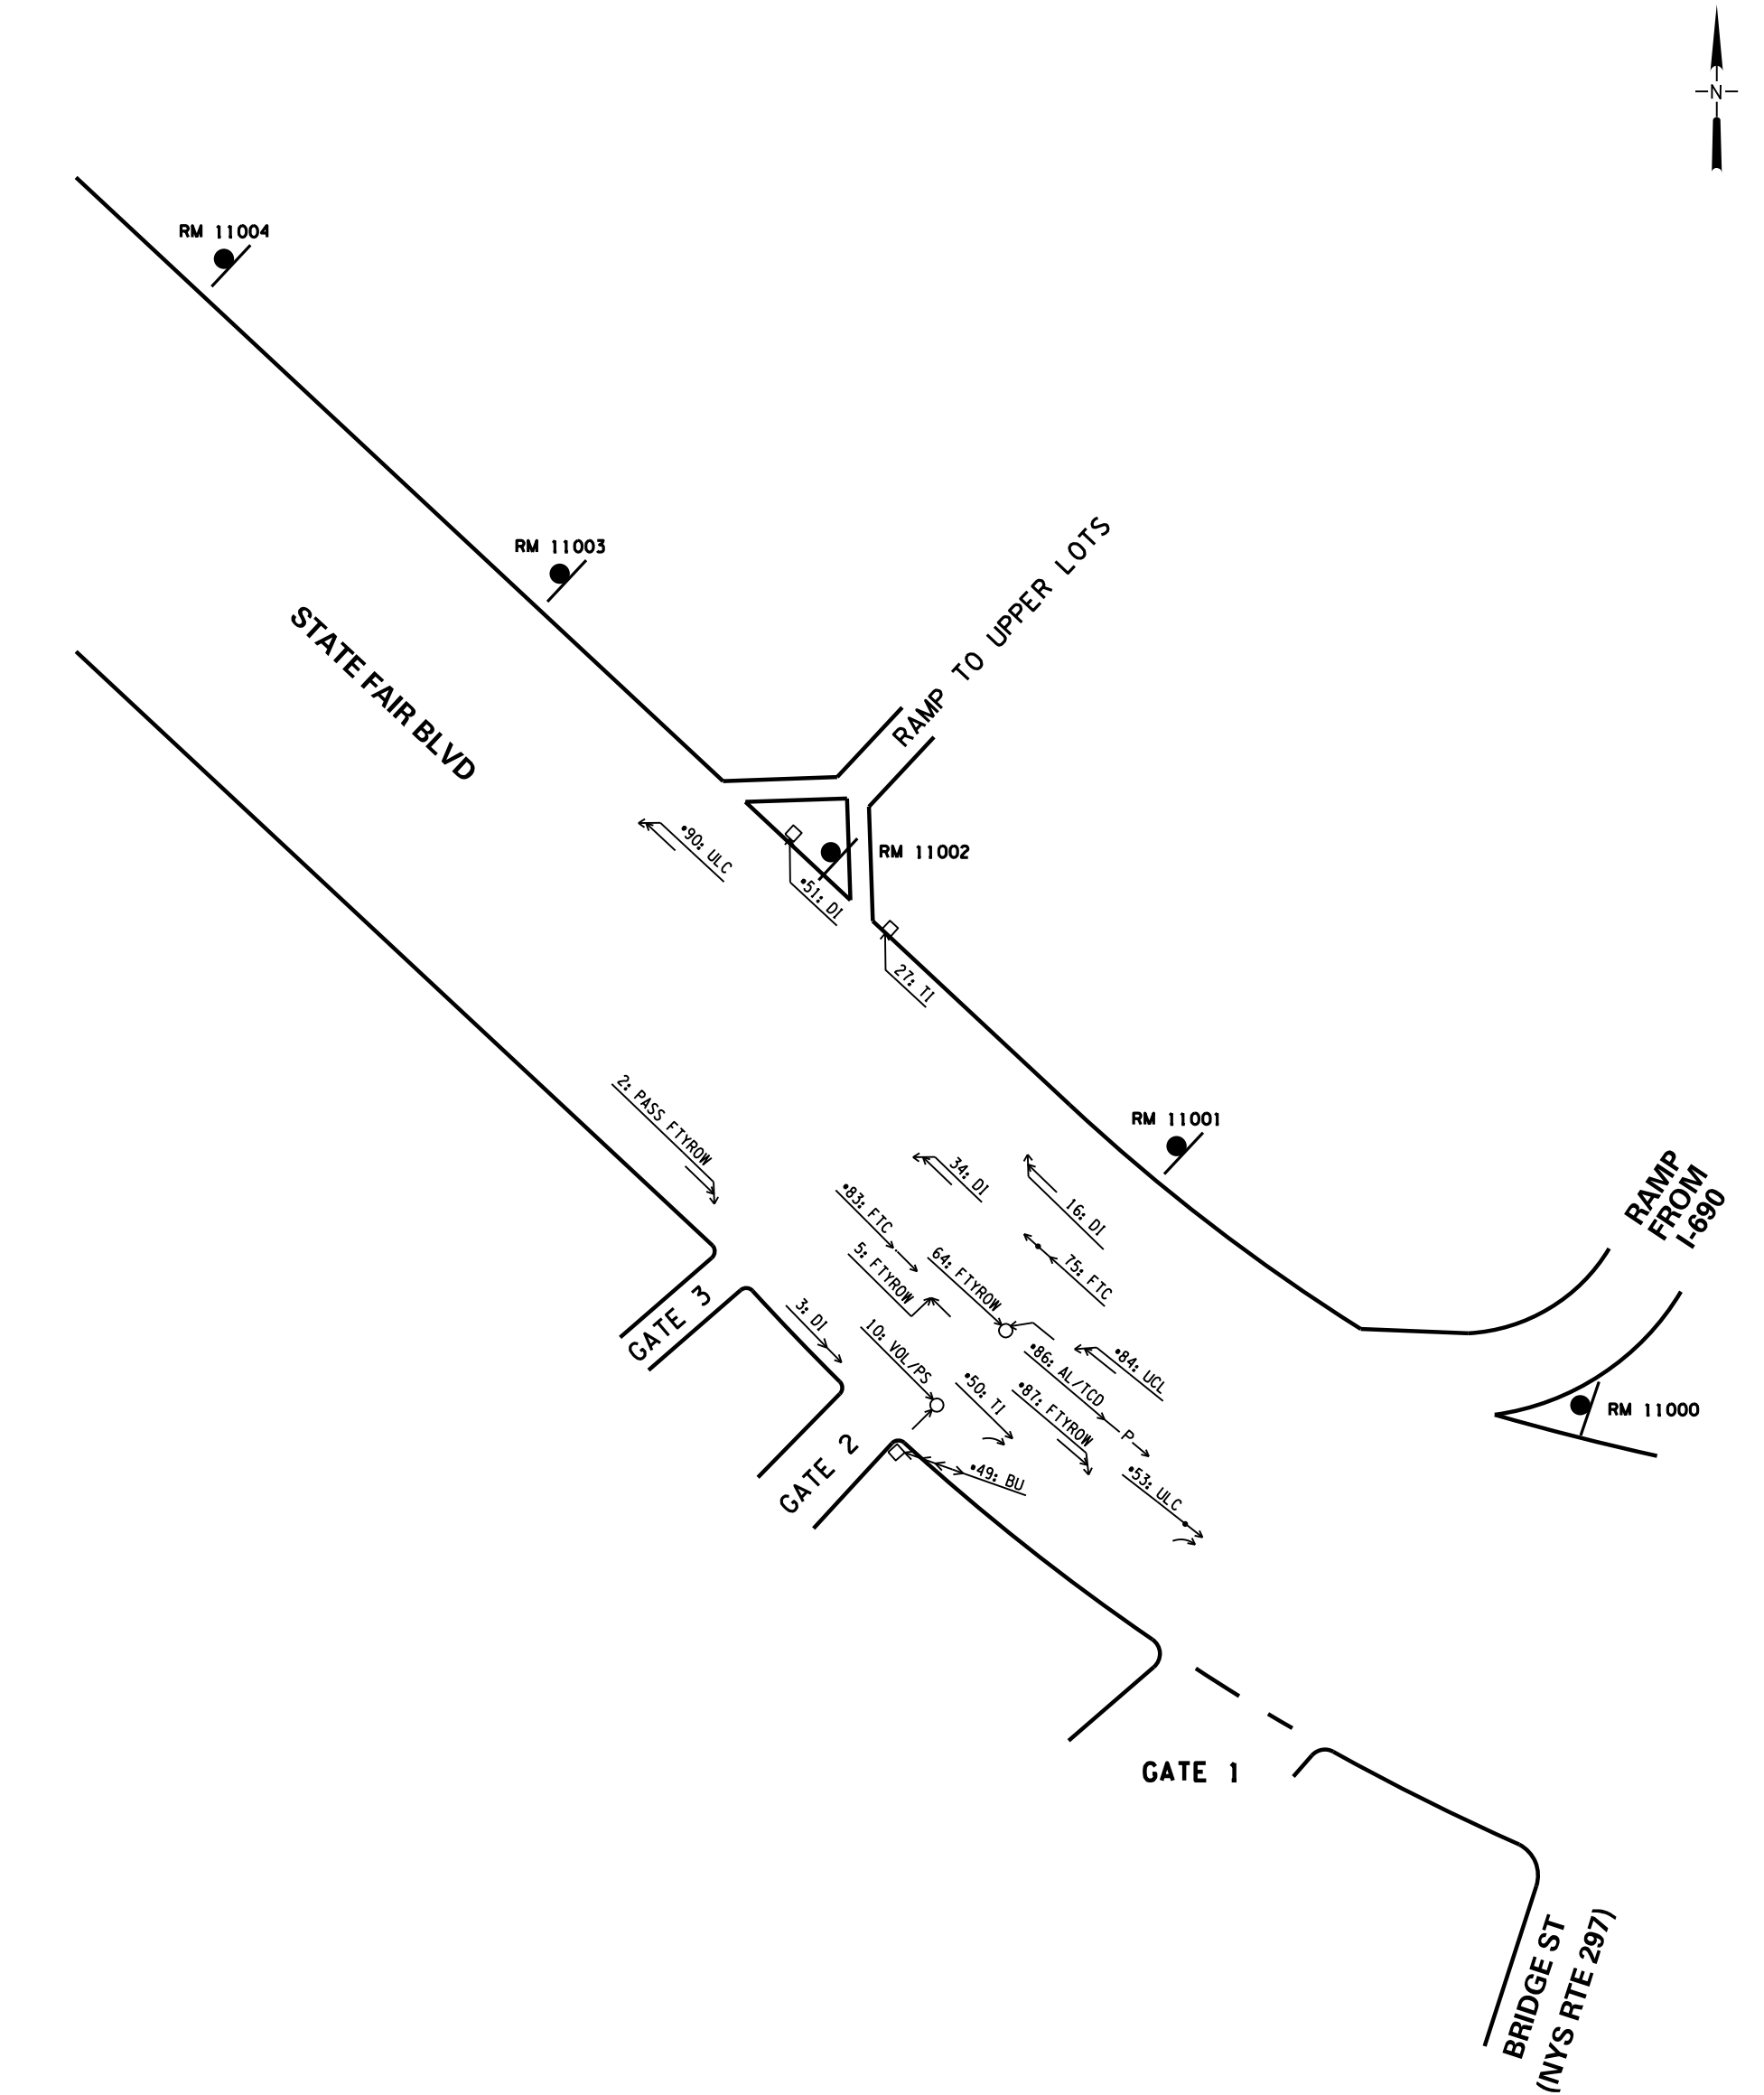 N
RM 11004
RM 11003
RAMP TO UPPER LOTS
STATE FAIR BLVD
•90: ULC
RM 11002
•51: DI
27: TI
2: PASS FTYROW
RM 11001
34: DI
16: DI
•83: FTC
5: FTYROW
64: FTYROW
75: FTC
RAMP
FROM
I-690
GATE 3
3: DI
10: VOL/PS
•86: AL/TCD
•84: UCL
•50: TI
•87: FTYROW
P
RM 11000
GATE 2
•49: BU
•53: ULC
GATE 1
BRIDGE ST
(NYS RTE 297)